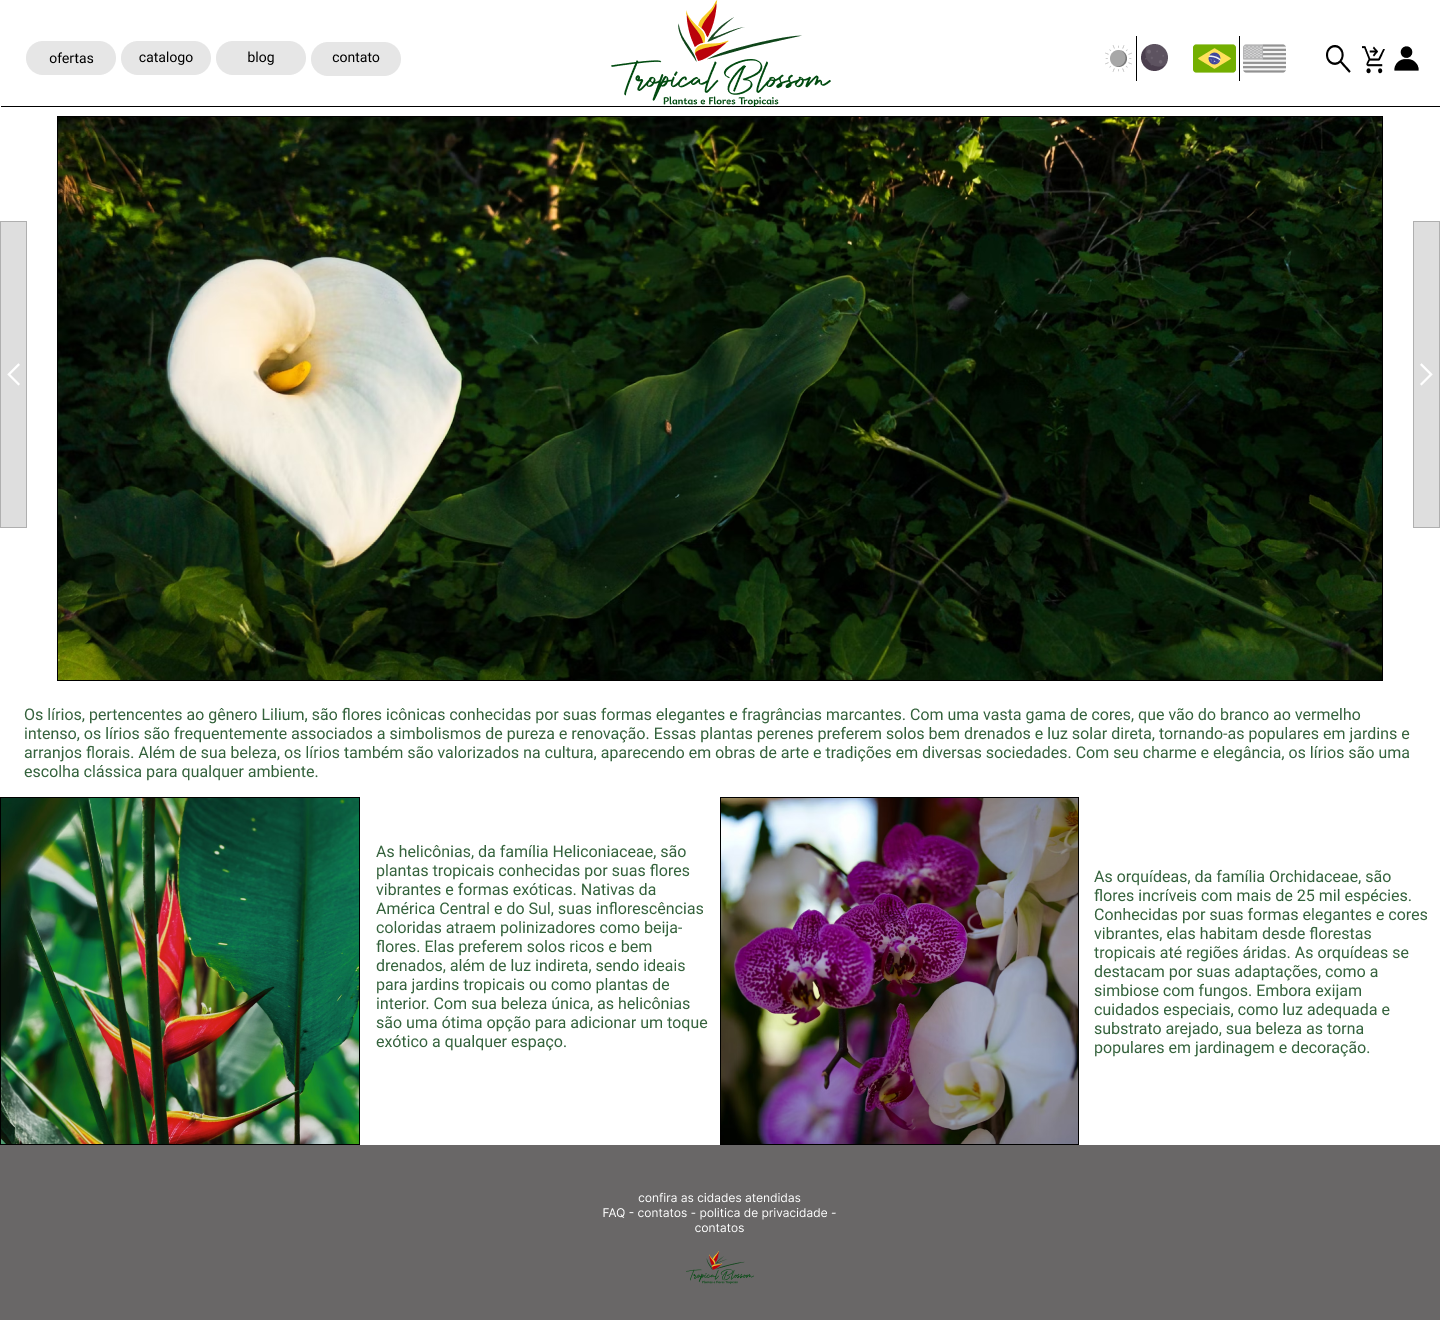 ofertas
catalogo
blog
contato
Tropical Blossom
Plantas e Flores Tropicais
Os lírios, pertencentes ao gênero Lilium, são flores icônicas conhecidas por suas formas elegantes e fragrâncias marcantes. Com uma vasta gama de cores, que vão do branco ao vermelho
intenso, os lírios são frequentemente associados a simbolismos de pureza e renovação. Essas plantas perenes preferem solos bem drenados e luz solar direta, tornando-as populares em jardins e
arranjos florais. Além de sua beleza, os lírios também são valorizados na cultura, aparecendo em obras de arte e tradições em diversas sociedades. Com seu charme e elegância, os lírios são uma
escolha clássica para qualquer ambiente.
As helicônias, da família Heliconiaceae, são
plantas tropicais conhecidas por suas flores
vibrantes e formas exóticas. Nativas da
América Central e do Sul, suas inflorescências
coloridas atraem polinizadores como beija-
flores. Elas preferem solos ricos e bem
drenados, além de luz indireta, sendo ideais
para jardins tropicais ou como plantas de
interior. Com sua beleza única, as helicônias
são uma ótima opção para adicionar um toque
exótico a qualquer espaço.
As orquídeas, da família Orchidaceae, são
flores incríveis com mais de 25 mil espécies.
Conhecidas por suas formas elegantes e cores
vibrantes, elas habitam desde florestas
tropicais até regiões áridas. As orquídeas se
destacam por suas adaptações, como a
simbiose com fungos. Embora exijam
cuidados especiais, como luz adequada e
substrato arejado, sua beleza as torna
populares em jardinagem e decoração.
confira as cidades atendidas
FAQ - contatos - politica de privacidade -
contatos
Tropical Blossom